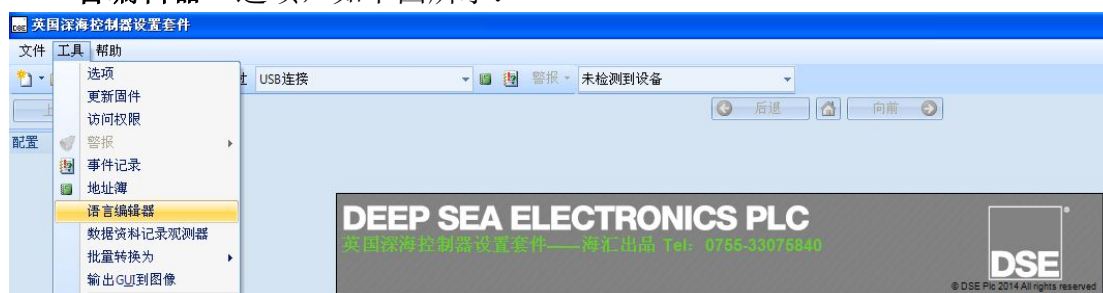 英国深海控制器设置套件
文件 工具 帮助
USB连接 警报 未检测到设备
后退 向前
配置
选项
更新固件
访问权限
警报
事件记录
地址簿
语言编辑器
数据资料记录观测器
批量转换为
输出GUI到图像
DEEP SEA ELECTRONICS PLC
英国深海控制器设置套件——海汇出品 Tel: 0755-33075840
DSE
© DSE Plc 2014 All rights reserved